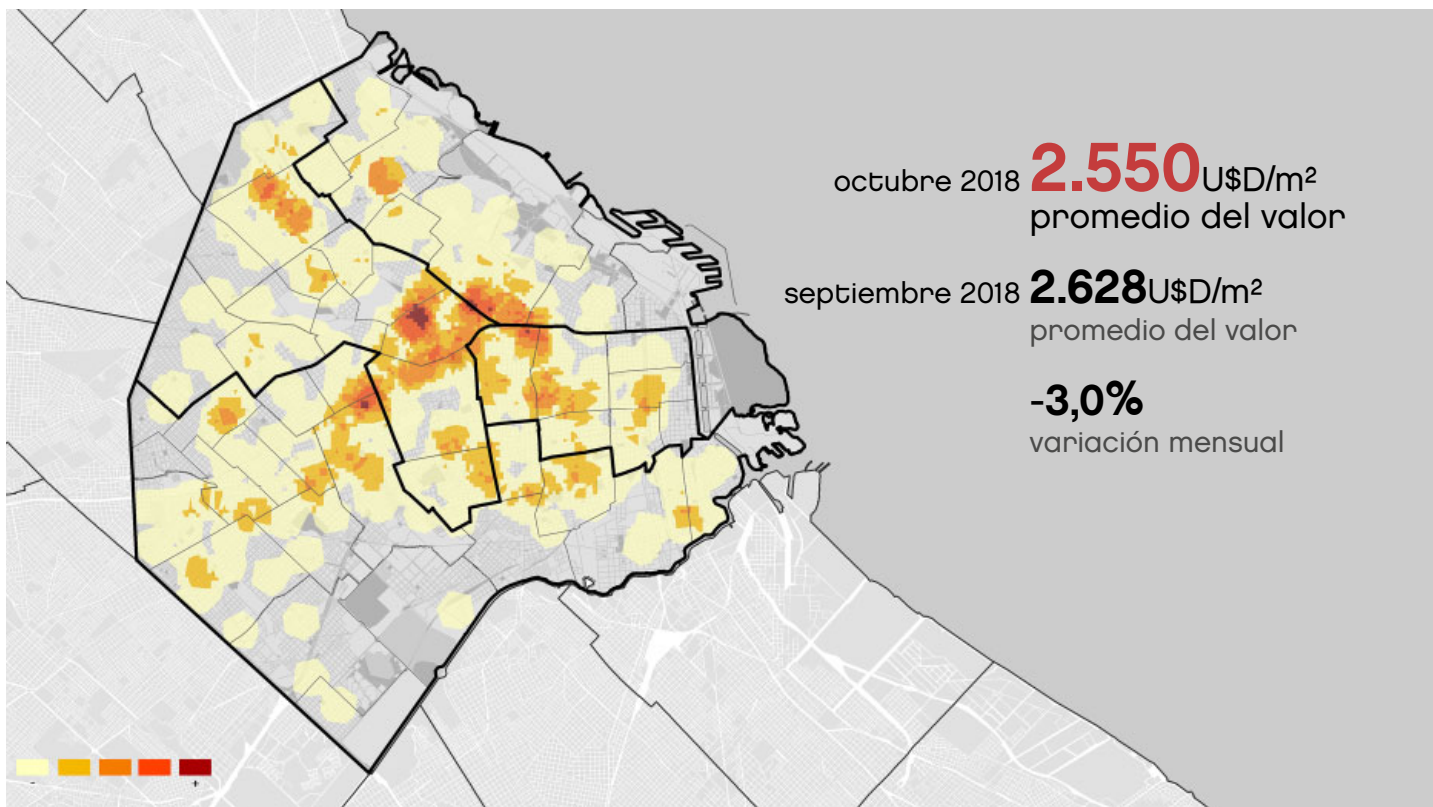 octubre 2018 2.550U$D/m²
promedio del valor
septiembre 2018 2.628U$D/m²
promedio del valor
-3,0%
variación mensual
- +